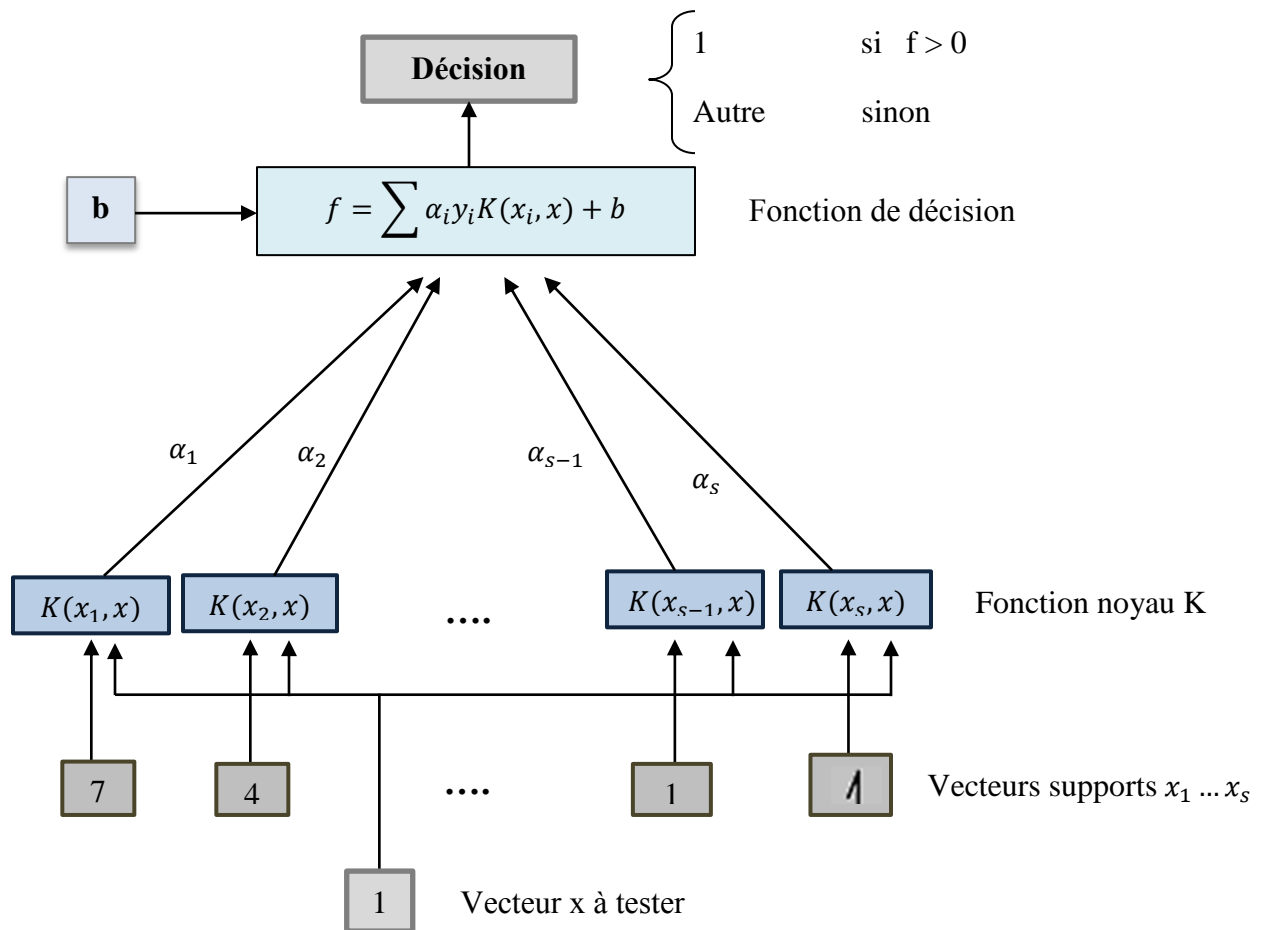 1 si f > 0
Décision
Autre sinon
b
f = ∑ αᵢyᵢK(xᵢ, x) + b
Fonction de décision
α₁ α₂ αₛ₋₁ αₛ
K(x₁, x) K(x₂, x) .... K(xₛ₋₁, x) K(xₛ, x) Fonction noyau K
7 4 .... 1 1 Vecteurs supports x₁ … xₛ
1 Vecteur x à tester